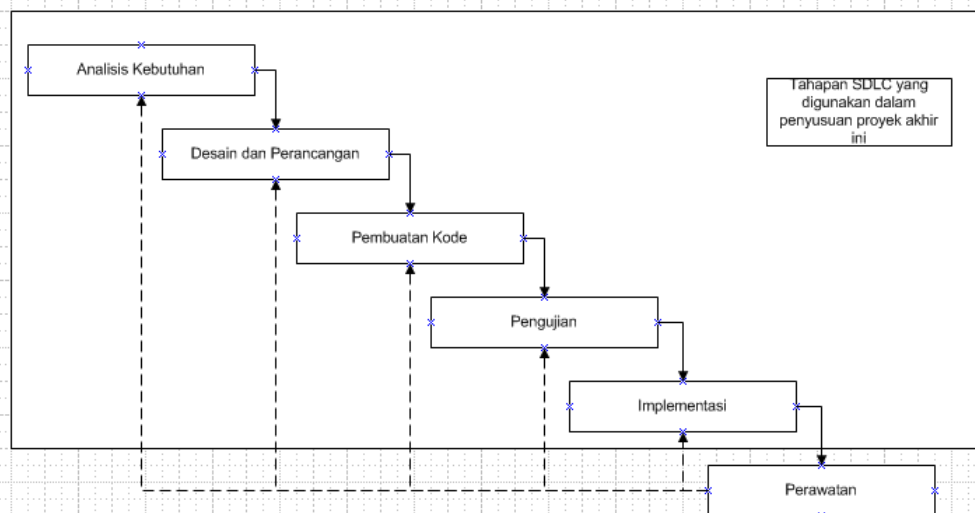 Analisis Kebutuhan
Tahapan SDLC yang
digunakan dalam
penyusuan proyek akhir
ini
Desain dan Perancangan
Pembuatan Kode
Pengujian
Implementasi
Perawatan